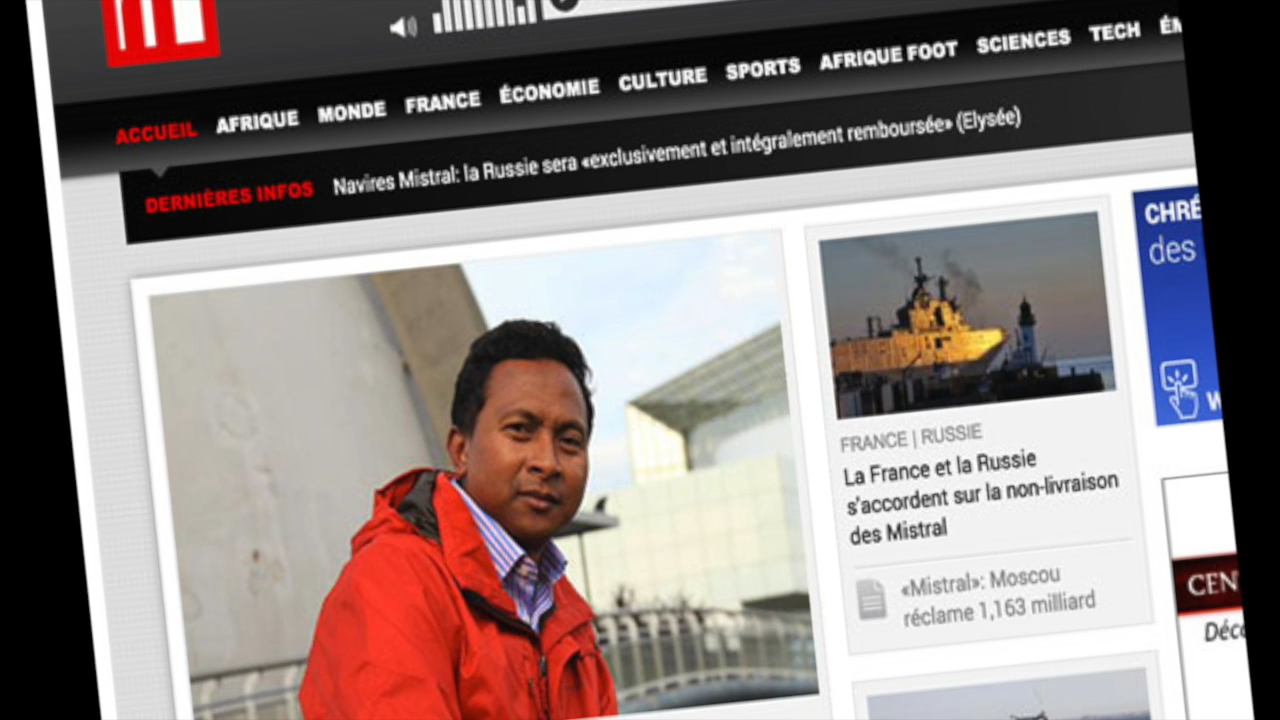 ACCUEIL AFRIQUE MONDE FRANCE ÉCONOMIE CULTURE SPORTS AFRIQUE FOOT SCIENCES TECH
DERNIÈRES INFOS Navires Mistral: la Russie sera «exclusivement et intégralement remboursée» (Elysée)
CHRÉ
des
FRANCE | RUSSIE
La France et la Russie
s'accordent sur la non-livraison
des Mistral
«Mistral»: Moscou
réclame 1,163 milliard
CEN
Déco